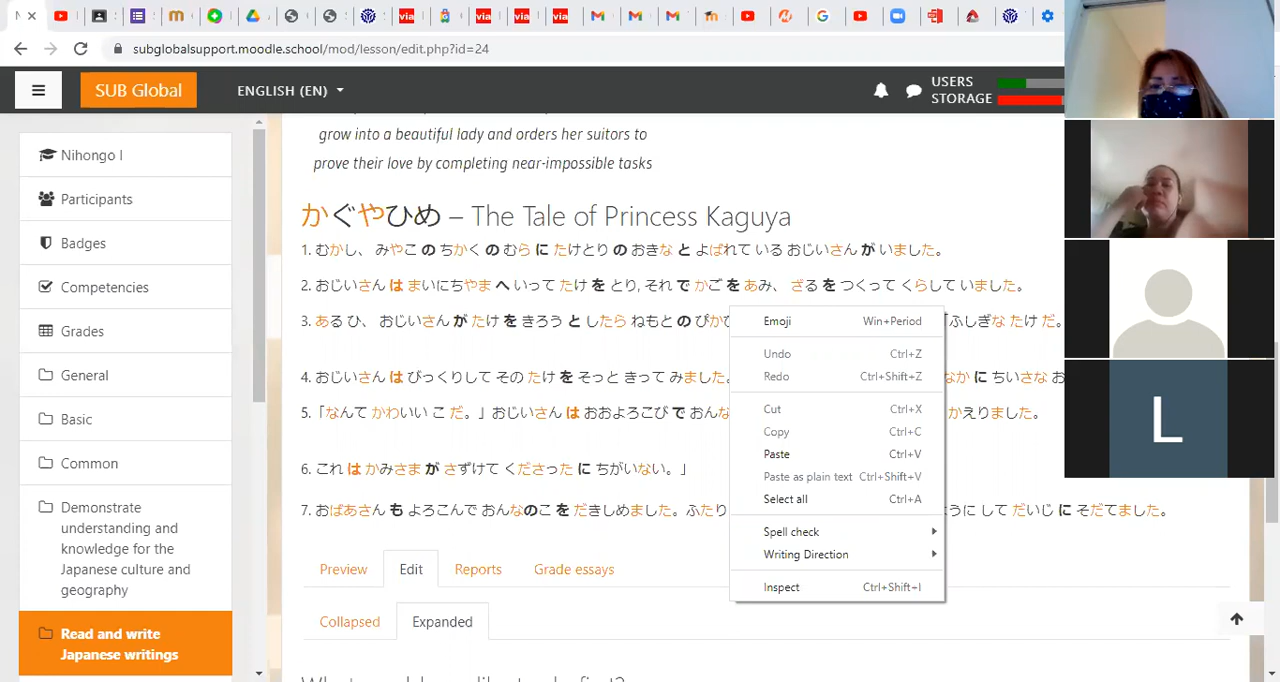 subglobalsupport.moodle.school/mod/lesson/edit.php?id=24
SUB Global
ENGLISH (EN)
USERS
STORAGE
Nihongo I
Participants
Badges
Competencies
Grades
General
Basic
Common
Demonstrate
understanding and
knowledge for the
Japanese culture and
geography
Read and write
Japanese writings
grow into a beautiful lady and orders her suitors to
prove their love by completing near-impossible tasks
かぐやひめ – The Tale of Princess Kaguya
1. むかし、 みやこ の ちかく の むら に たけとり の おきな と よばれて いる おじいさん が いました。
2. おじいさん は まいにちやま へ いって たけ を とり, それ で かご を あみ、 ざる を つくって くらして いました。
3. ある ひ、 おじいさん が たけ を きろう と したら ねもと の ぴか 「ふしぎな たけ だ。
4. おじいさん は びっくりして その たけ を そっと きって みました。 なか に ちいさな お
5. 「なんて かわいい こ だ。」おじいさん は おおよろこび で おんな かえりました。
6. これ は かみさま が さずけて くださった に ちがいない。」
7. おばあさん も よろこんで おんなのこ を だきしめました。ふたり ように して だいじ に そだてました。
Emoji Win+Period
Undo Ctrl+Z
Redo Ctrl+Shift+Z
Cut Ctrl+X
Copy Ctrl+C
Paste Ctrl+V
Paste as plain text Ctrl+Shift+V
Select all Ctrl+A
Spell check
Writing Direction
Inspect Ctrl+Shift+I
Preview Edit Reports Grade essays
Collapsed Expanded
L